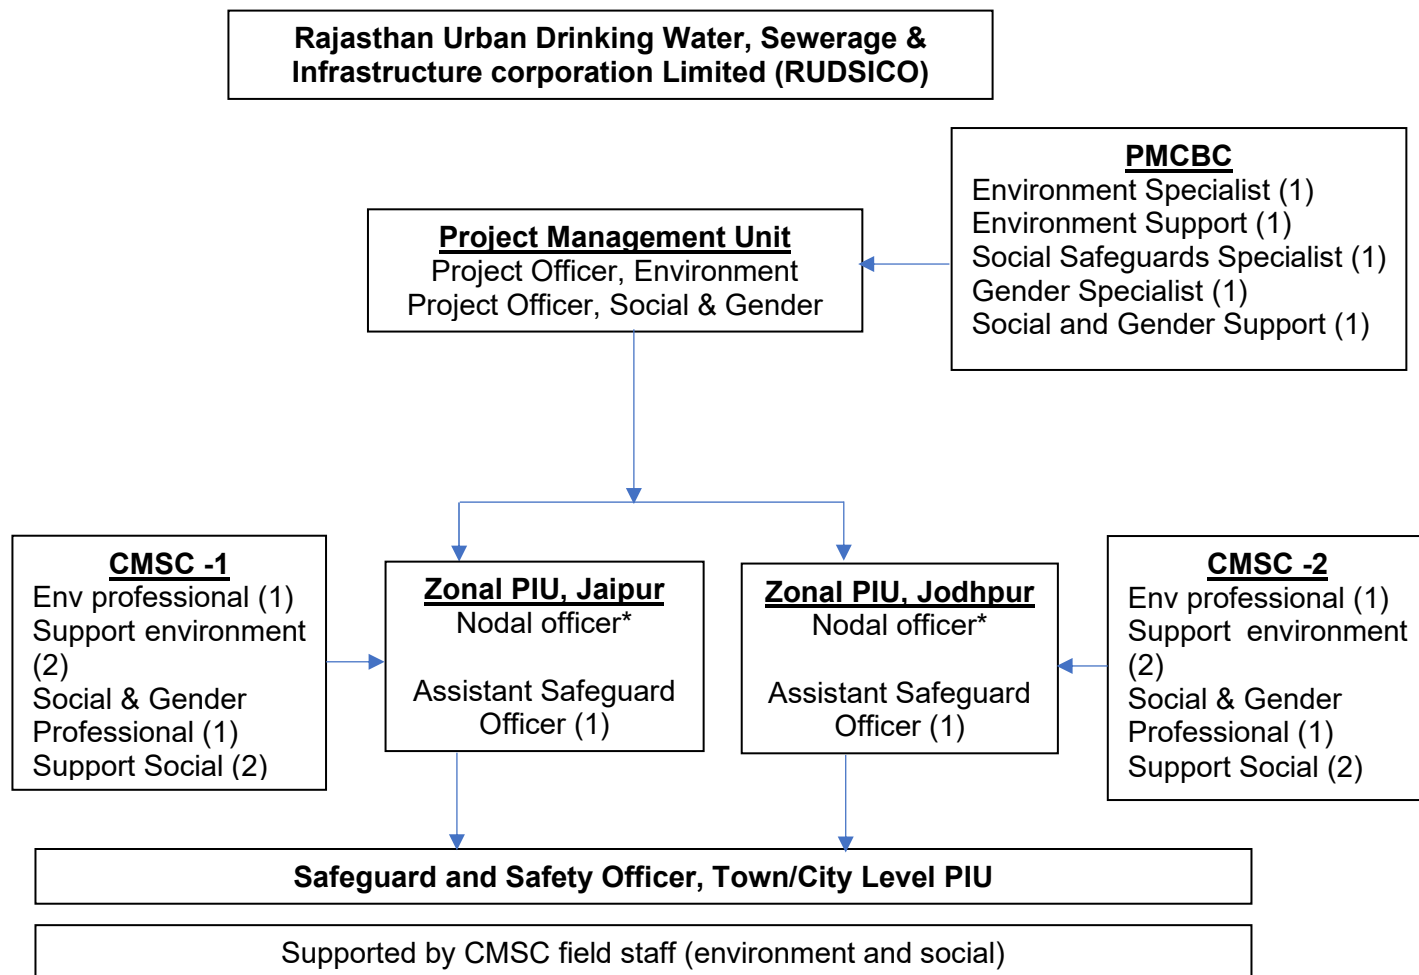 Rajasthan Urban Drinking Water, Sewerage &
Infrastructure corporation Limited (RUDSICO)
PMCBC
Environment Specialist (1)
Environment Support (1)
Social Safeguards Specialist (1)
Gender Specialist (1)
Social and Gender Support (1)
Project Management Unit
Project Officer, Environment
Project Officer, Social & Gender
CMSC -1
Env professional (1)
Support environment
(2)
Social & Gender
Professional (1)
Support Social (2)
Zonal PIU, Jaipur
Nodal officer*
Assistant Safeguard
Officer (1)
Zonal PIU, Jodhpur
Nodal officer*
Assistant Safeguard
Officer (1)
CMSC -2
Env professional (1)
Support environment
(2)
Social & Gender
Professional (1)
Support Social (2)
Safeguard and Safety Officer, Town/City Level PIU
Supported by CMSC field staff (environment and social)